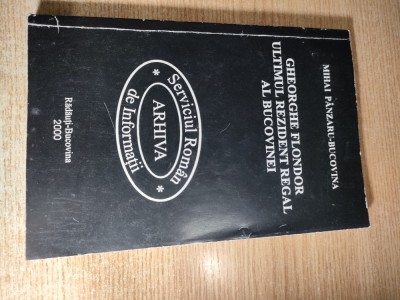 MIHAI PÂNZARU-BUCOVINA
GHEORGHE FLONDOR
ULTIMUL REZIDENT REGAL
AL BUCOVINEI
* Serviciul Român *
ARHIVA
de Informații
Rădăuți-Bucovina
2000